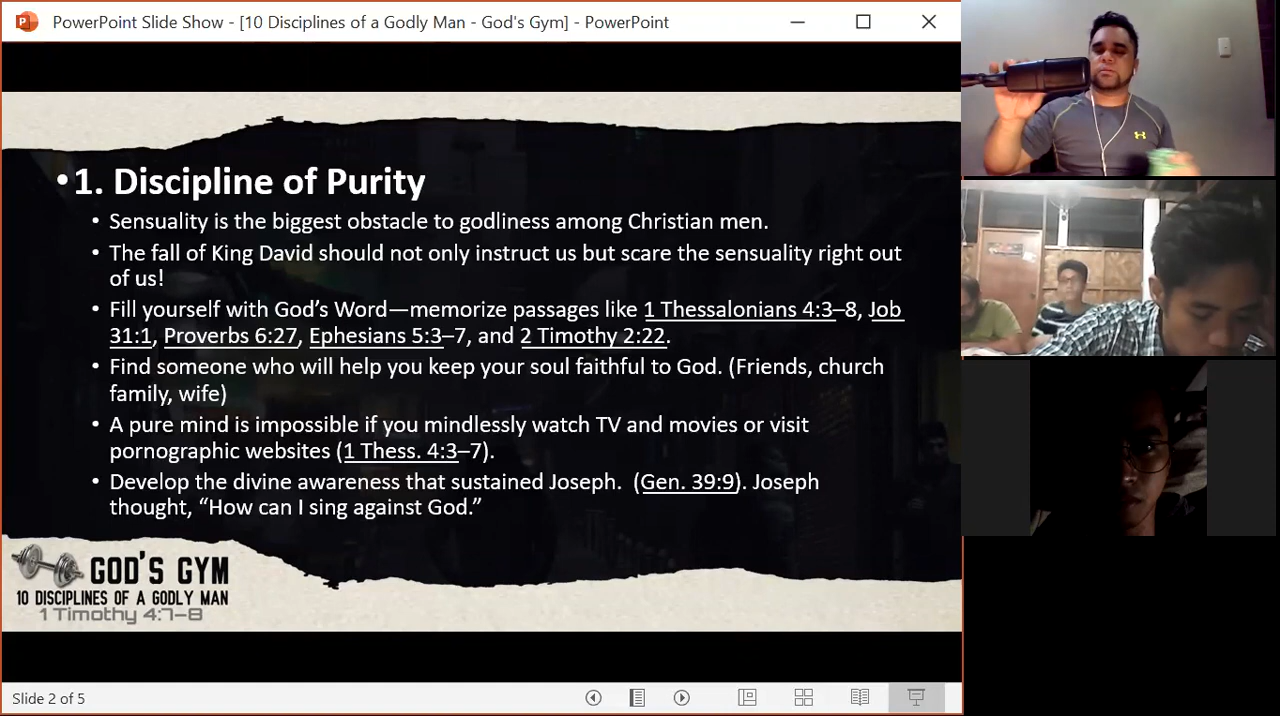 PowerPoint Slide Show - [10 Disciplines of a Godly Man - God's Gym] - PowerPoint
• 1. Discipline of Purity
• Sensuality is the biggest obstacle to godliness among Christian men.
• The fall of King David should not only instruct us but scare the sensuality right out
of us!
• Fill yourself with God’s Word—memorize passages like 1 Thessalonians 4:3–8, Job
31:1, Proverbs 6:27, Ephesians 5:3–7, and 2 Timothy 2:22.
• Find someone who will help you keep your soul faithful to God. (Friends, church
family, wife)
• A pure mind is impossible if you mindlessly watch TV and movies or visit
pornographic websites (1 Thess. 4:3–7).
• Develop the divine awareness that sustained Joseph.  (Gen. 39:9). Joseph
thought, “How can I sing against God.”
GOD'S GYM
10 DISCIPLINES OF A GODLY MAN
1 Timothy 4:7-8
Slide 2 of 5